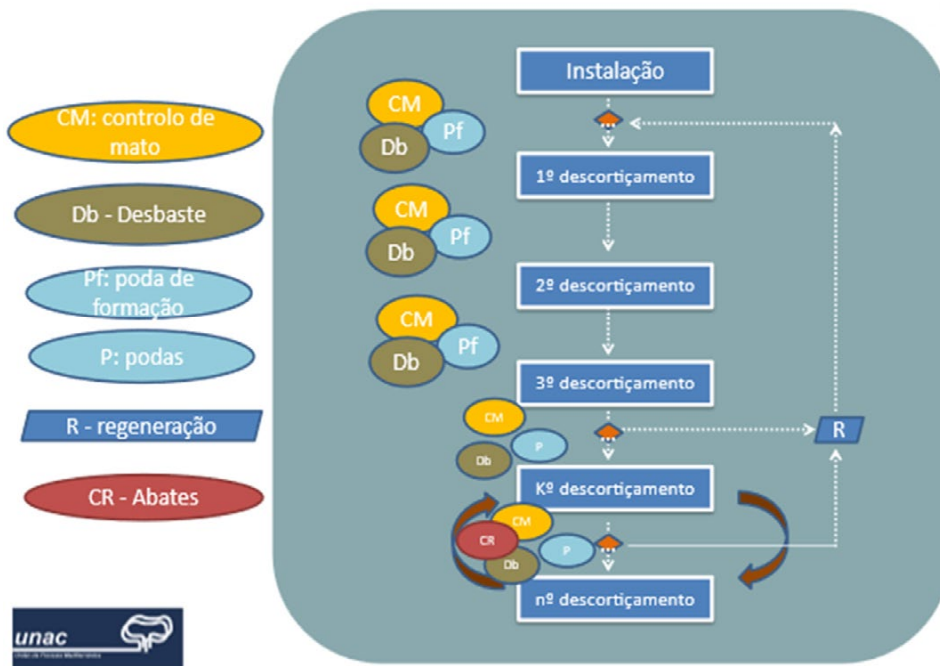 CM: controlo de
mato
Db - Desbaste
Pf: poda de
formação
P: podas
R - regeneração
CR - Abates
Instalação
CM
Db
Pf
1º descortiçamento
CM
Db
Pf
2º descortiçamento
CM
Db
Pf
3º descortiçamento
CM
Db
P
R
Kº descortiçamento
CM
CR
Db
P
nº descortiçamento
unac